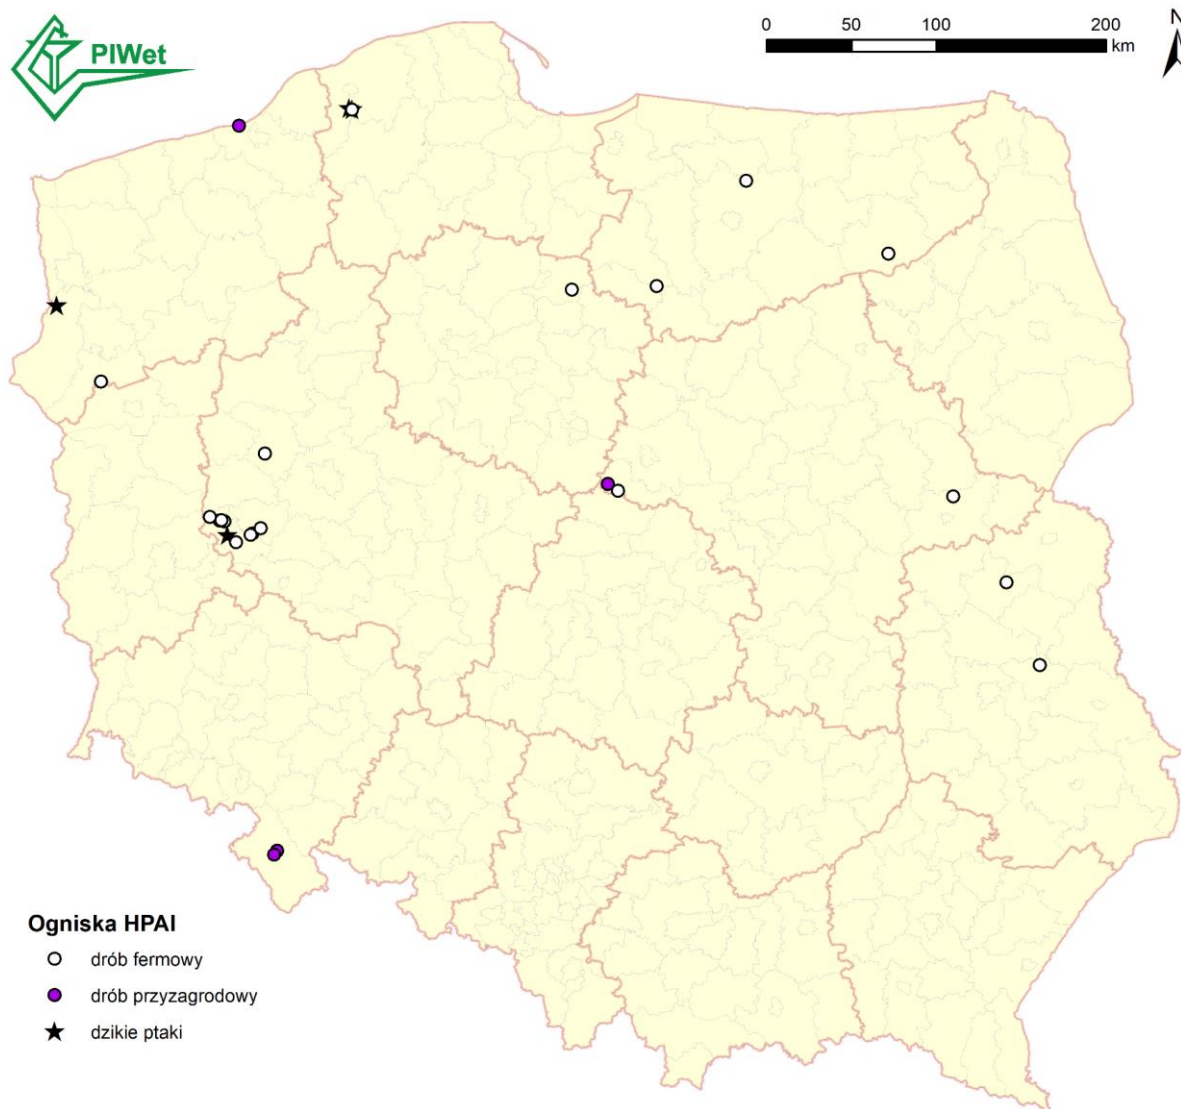 PIWet
0 50 100 200
km
N
Ogniska HPAI
drób fermowy
drób przyzagrodowy
dzikie ptaki